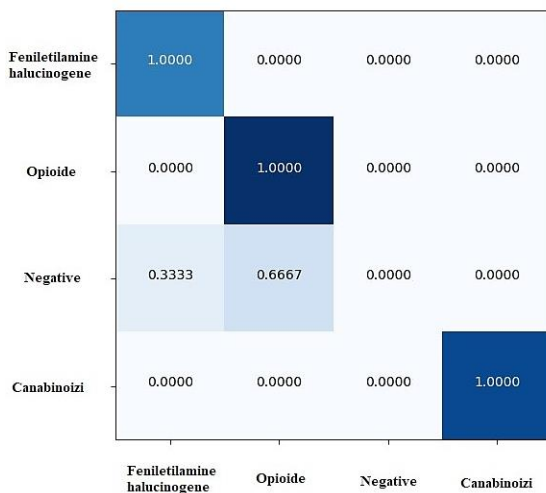 Feniletilamine
halucinogene
1.0000 0.0000 0.0000 0.0000
Opioide
0.0000 1.0000 0.0000 0.0000
Negative
0.3333 0.6667 0.0000 0.0000
Canabinoizi
0.0000 0.0000 0.0000 1.0000
Feniletilamine
halucinogene
Opioide
Negative
Canabinoizi